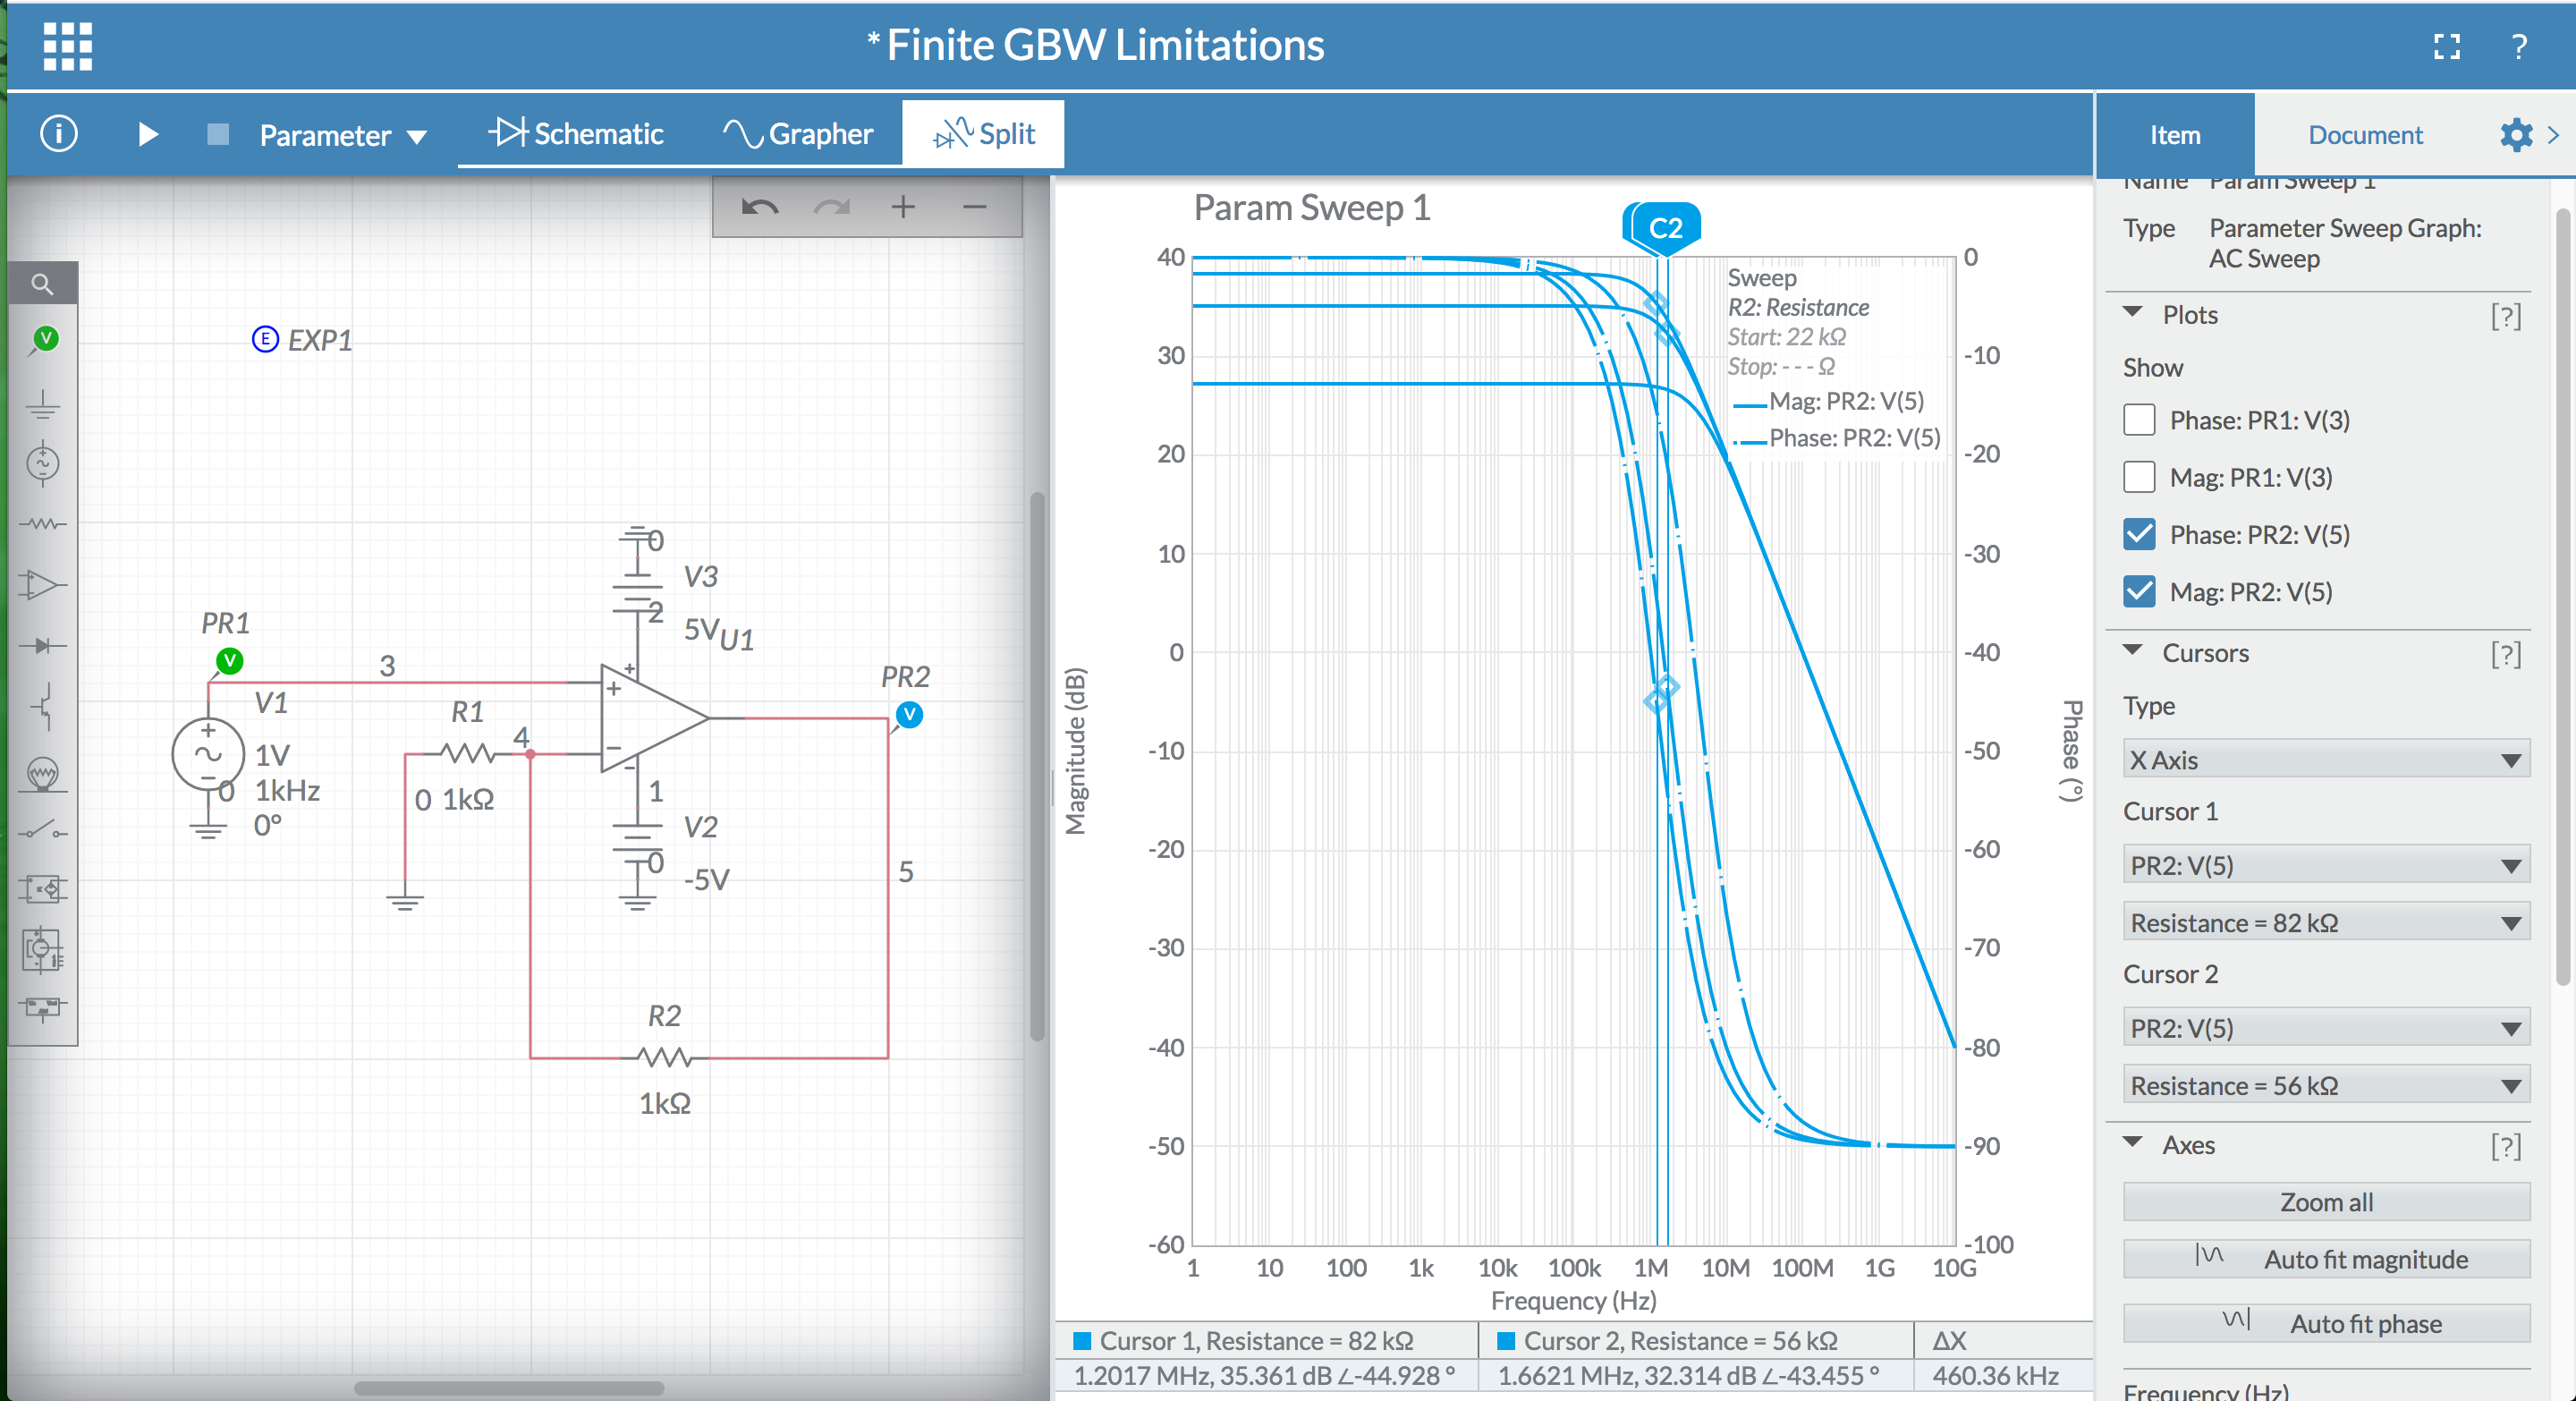 *Finite GBW Limitations
?
i
Parameter
Schematic
Grapher
Split
Item
Document
+
−
V
E EXP1
PR1
V
3
V1
1V
1kHz
0°
0
R1
4
0 1kΩ
0
V3
2
5V
U1
PR2
V
1
V2
0
-5V
5
R2
1kΩ
Param Sweep 1
C2
Sweep
R2: Resistance
Start: 22 kΩ
Stop: - - - Ω
Mag: PR2: V(5)
Phase: PR2: V(5)
40
30
20
10
0
-10
-20
-30
-40
-50
-60
Magnitude (dB)
0
-10
-20
-30
-40
-50
-60
-70
-80
-90
-100
Phase (°)
1 10 100 1k 10k 100k 1M 10M 100M 1G 10G
Frequency (Hz)
Cursor 1, Resistance = 82 kΩ
Cursor 2, Resistance = 56 kΩ
ΔX
1.2017 MHz, 35.361 dB ∠-44.928 °
1.6621 MHz, 32.314 dB ∠-43.455 °
460.36 kHz
Name Param Sweep 1
Type Parameter Sweep Graph:
AC Sweep
Plots [?]
Show
Phase: PR1: V(3)
Mag: PR1: V(3)
Phase: PR2: V(5)
Mag: PR2: V(5)
Cursors [?]
Type
X Axis
Cursor 1
PR2: V(5)
Resistance = 82 kΩ
Cursor 2
PR2: V(5)
Resistance = 56 kΩ
Axes [?]
Zoom all
Auto fit magnitude
Auto fit phase
Frequency (Hz)